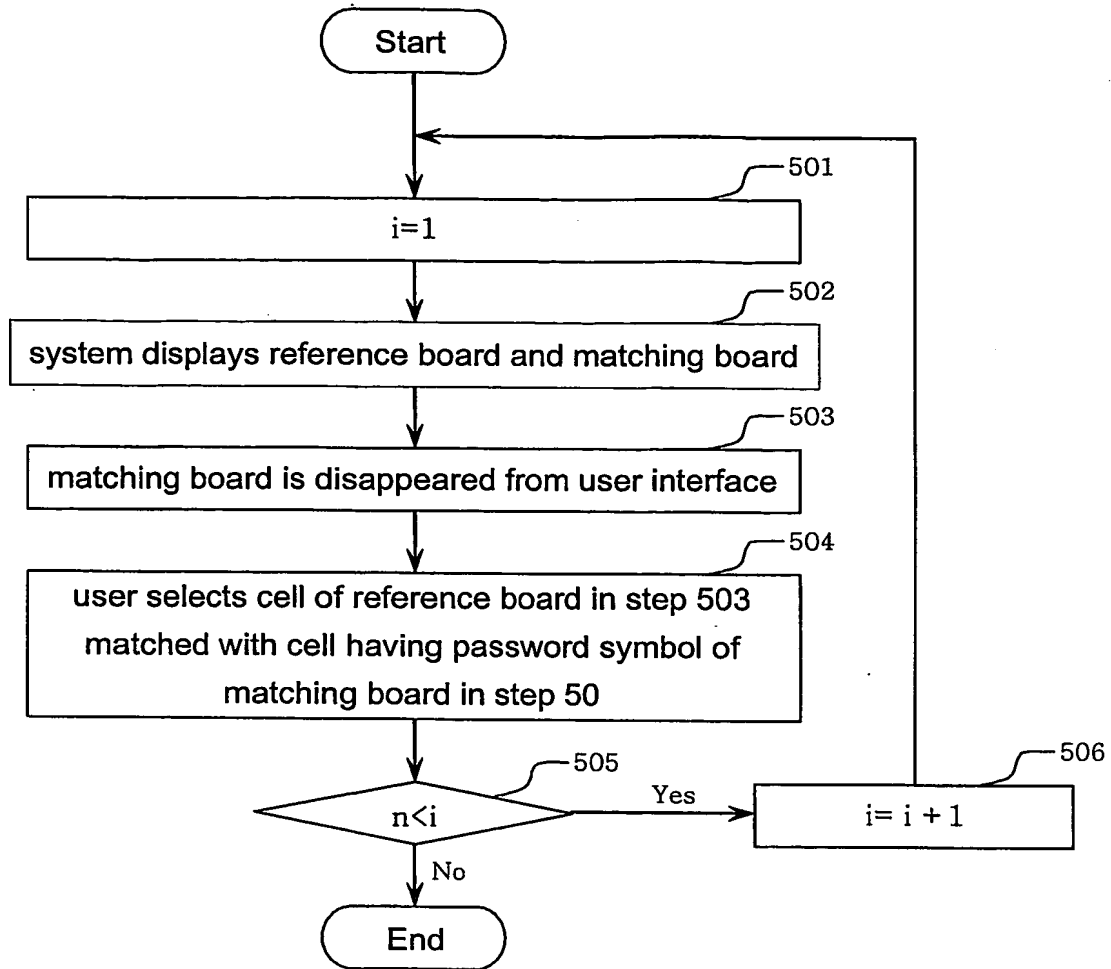 Start
501
i=1
502
system displays reference board and matching board
503
matching board is disappeared from user interface
504
user selects cell of reference board in step 503
matched with cell having password symbol of
matching board in step 50
505
n<i
Yes
506
i= i + 1
No
End